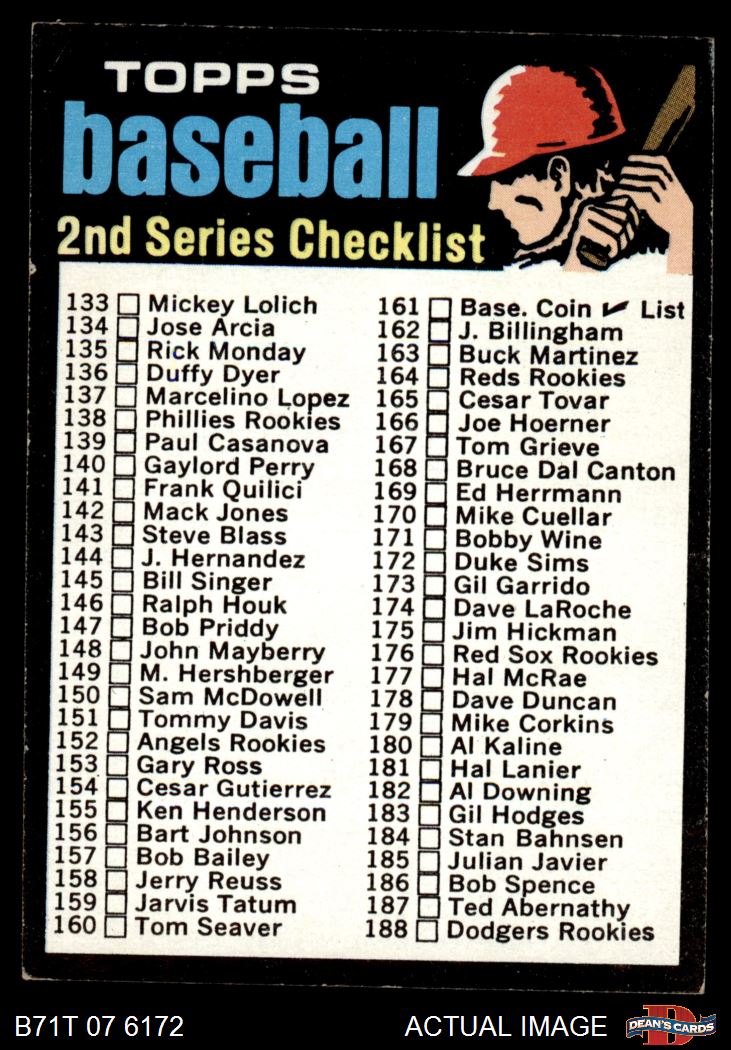 TOPPS
baseball
2nd Series Checklist
133 Mickey Lolich
134 Jose Arcia
135 Rick Monday
136 Duffy Dyer
137 Marcelino Lopez
138 Phillies Rookies
139 Paul Casanova
140 Gaylord Perry
141 Frank Quilici
142 Mack Jones
143 Steve Blass
144 J. Hernandez
145 Bill Singer
146 Ralph Houk
147 Bob Priddy
148 John Mayberry
149 M. Hershberger
150 Sam McDowell
151 Tommy Davis
152 Angels Rookies
153 Gary Ross
154 Cesar Gutierrez
155 Ken Henderson
156 Bart Johnson
157 Bob Bailey
158 Jerry Reuss
159 Jarvis Tatum
160 Tom Seaver
161 Base. Coin ✔ List
162 J. Billingham
163 Buck Martinez
164 Reds Rookies
165 Cesar Tovar
166 Joe Hoerner
167 Tom Grieve
168 Bruce Dal Canton
169 Ed Herrmann
170 Mike Cuellar
171 Bobby Wine
172 Duke Sims
173 Gil Garrido
174 Dave LaRoche
175 Jim Hickman
176 Red Sox Rookies
177 Hal McRae
178 Dave Duncan
179 Mike Corkins
180 Al Kaline
181 Hal Lanier
182 Al Downing
183 Gil Hodges
184 Stan Bahnsen
185 Julian Javier
186 Bob Spence
187 Ted Abernathy
188 Dodgers Rookies
B71T 07 6172
ACTUAL IMAGE
D
DEAN'S CARDS